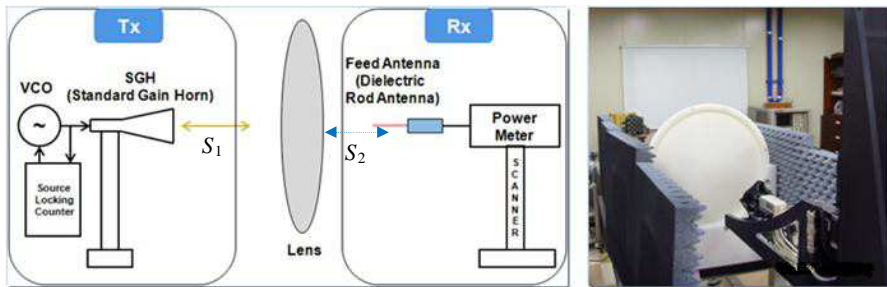 Tx
SGH
(Standard Gain Horn)
VCO
~
Source
Locking
Counter
S1
Lens
S2
Rx
Feed Antenna
(Dielectric
Rod Antenna)
Power
Meter
SCANNER